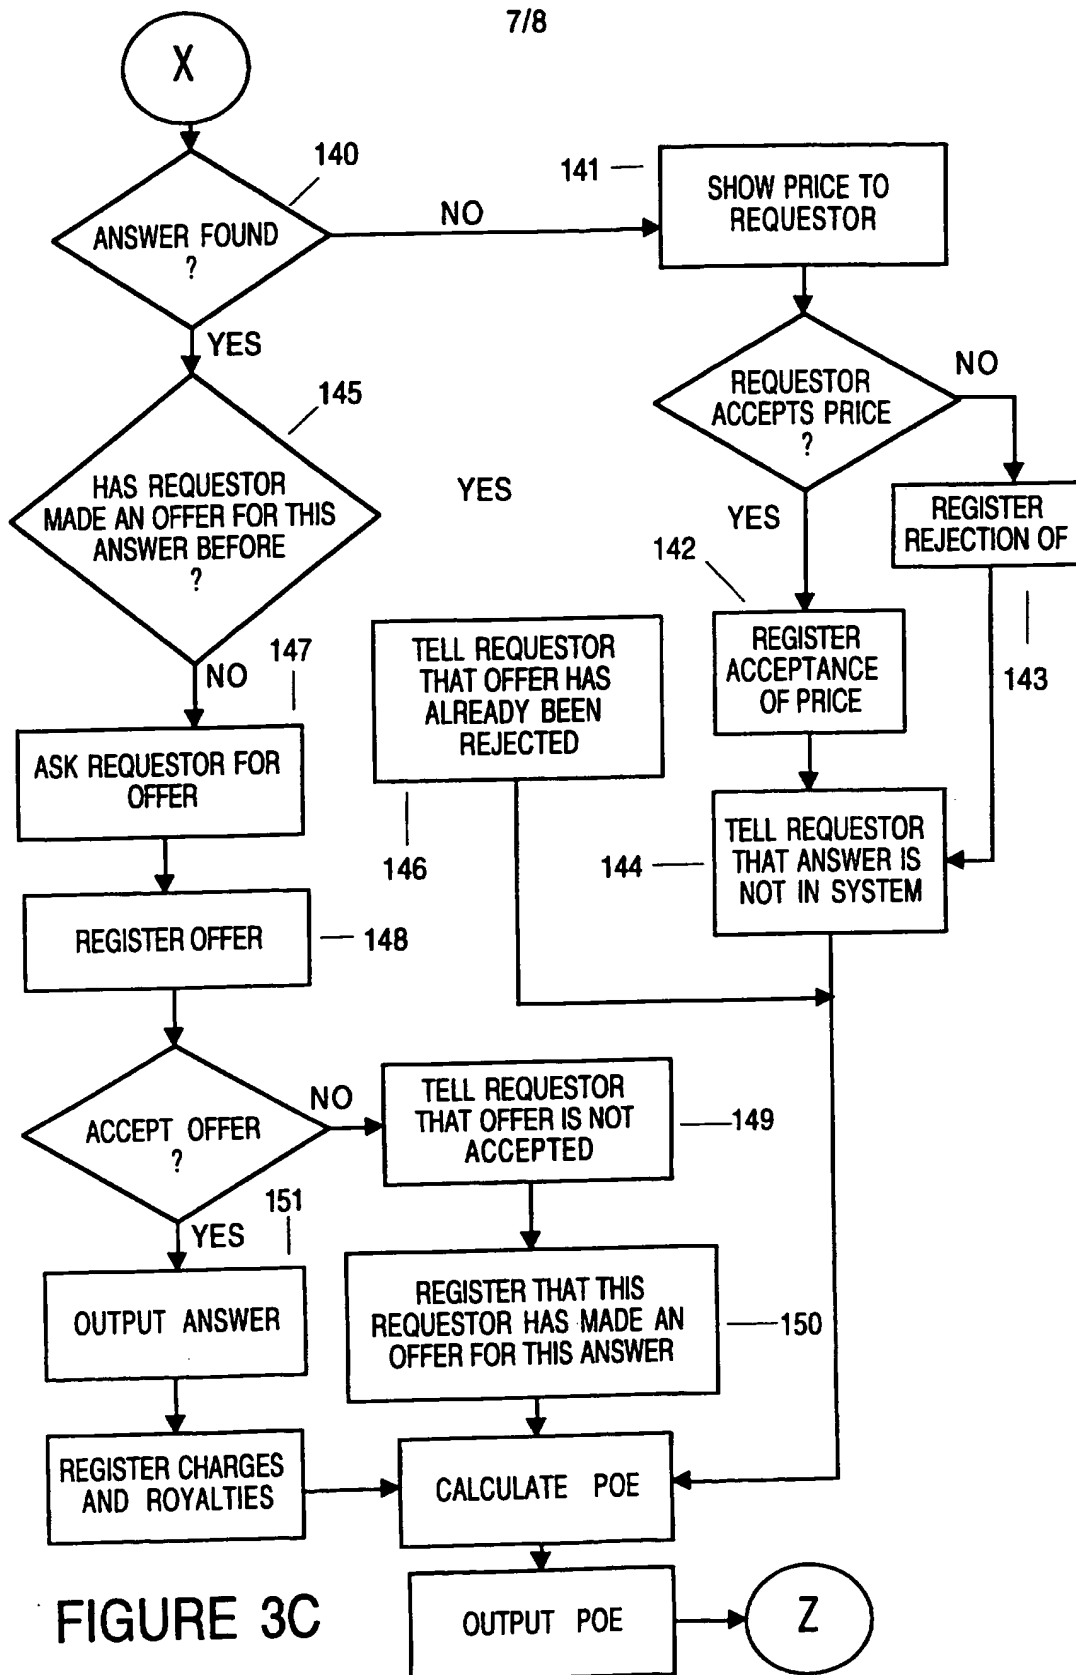 7/8
X
140
ANSWER FOUND
?
NO
141
SHOW PRICE TO
REQUESTOR
YES
145
HAS REQUESTOR
MADE AN OFFER FOR THIS
ANSWER BEFORE
?
YES
REQUESTOR
ACCEPTS PRICE
?
NO
YES
REGISTER
REJECTION OF
142
143
REGISTER
ACCEPTANCE
OF PRICE
NO
147
TELL REQUESTOR
THAT OFFER HAS
ALREADY BEEN
REJECTED
146
ASK REQUESTOR FOR
OFFER
144
TELL REQUESTOR
THAT ANSWER IS
NOT IN SYSTEM
REGISTER OFFER
148
ACCEPT OFFER
?
NO
TELL REQUESTOR
THAT OFFER IS NOT
ACCEPTED
149
151
YES
OUTPUT ANSWER
REGISTER THAT THIS
REQUESTOR HAS MADE AN
OFFER FOR THIS ANSWER
150
REGISTER CHARGES
AND ROYALTIES
CALCULATE POE
OUTPUT POE
Z
FIGURE 3C